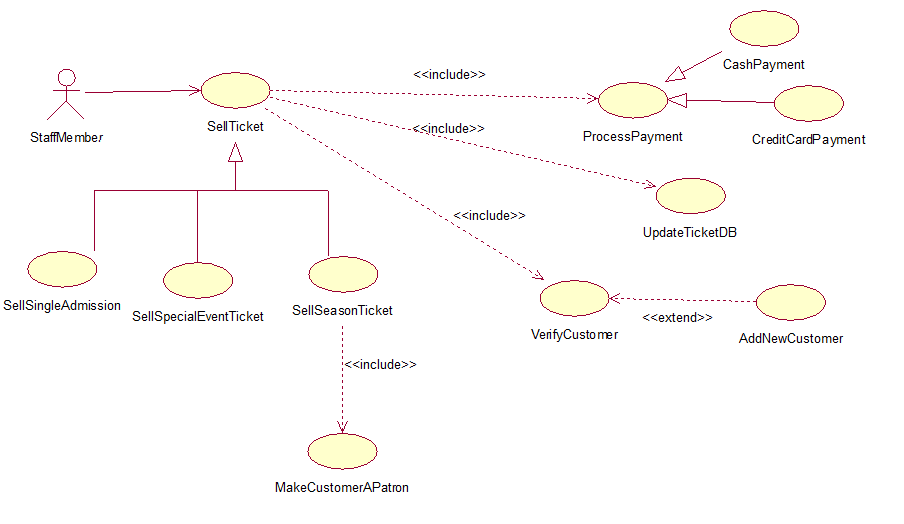 CashPayment
<<include>>
StaffMember
SellTicket
<<include>>
ProcessPayment
CreditCardPayment
<<include>>
UpdateTicketDB
SellSingleAdmission
SellSpecialEventTicket
SellSeasonTicket
VerifyCustomer
<<extend>>
AddNewCustomer
<<include>>
MakeCustomerAPatron